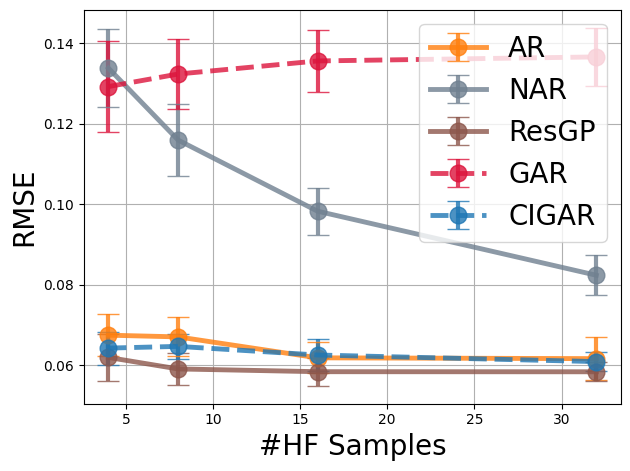 0.14
0.12
0.10
0.08
0.06
RMSE
5
10
15
20
25
30
#HF Samples
AR
NAR
ResGP
GAR
CIGAR